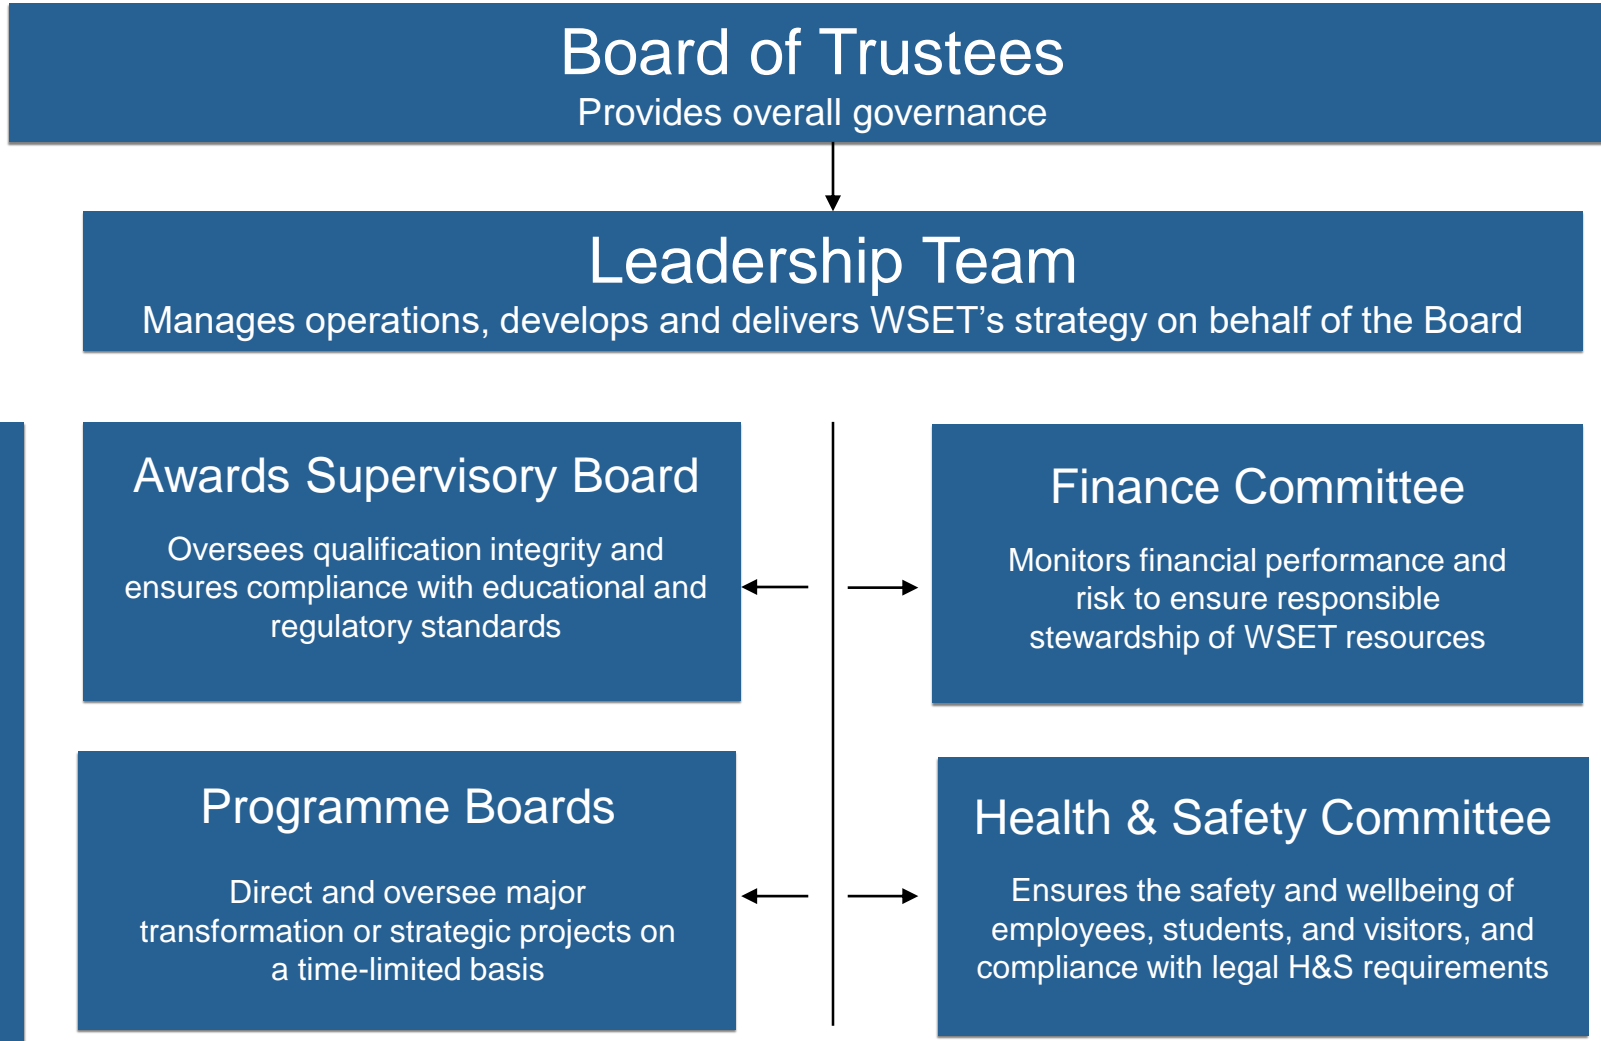 Board of Trustees
Provides overall governance
Leadership Team
Manages operations, develops and delivers WSET’s strategy on behalf of the Board
Awards Supervisory Board
Oversees qualification integrity and
ensures compliance with educational and
regulatory standards
Finance Committee
Monitors financial performance and
risk to ensure responsible
stewardship of WSET resources
Programme Boards
Direct and oversee major
transformation or strategic projects on
a time-limited basis
Health & Safety Committee
Ensures the safety and wellbeing of
employees, students, and visitors, and
compliance with legal H&S requirements